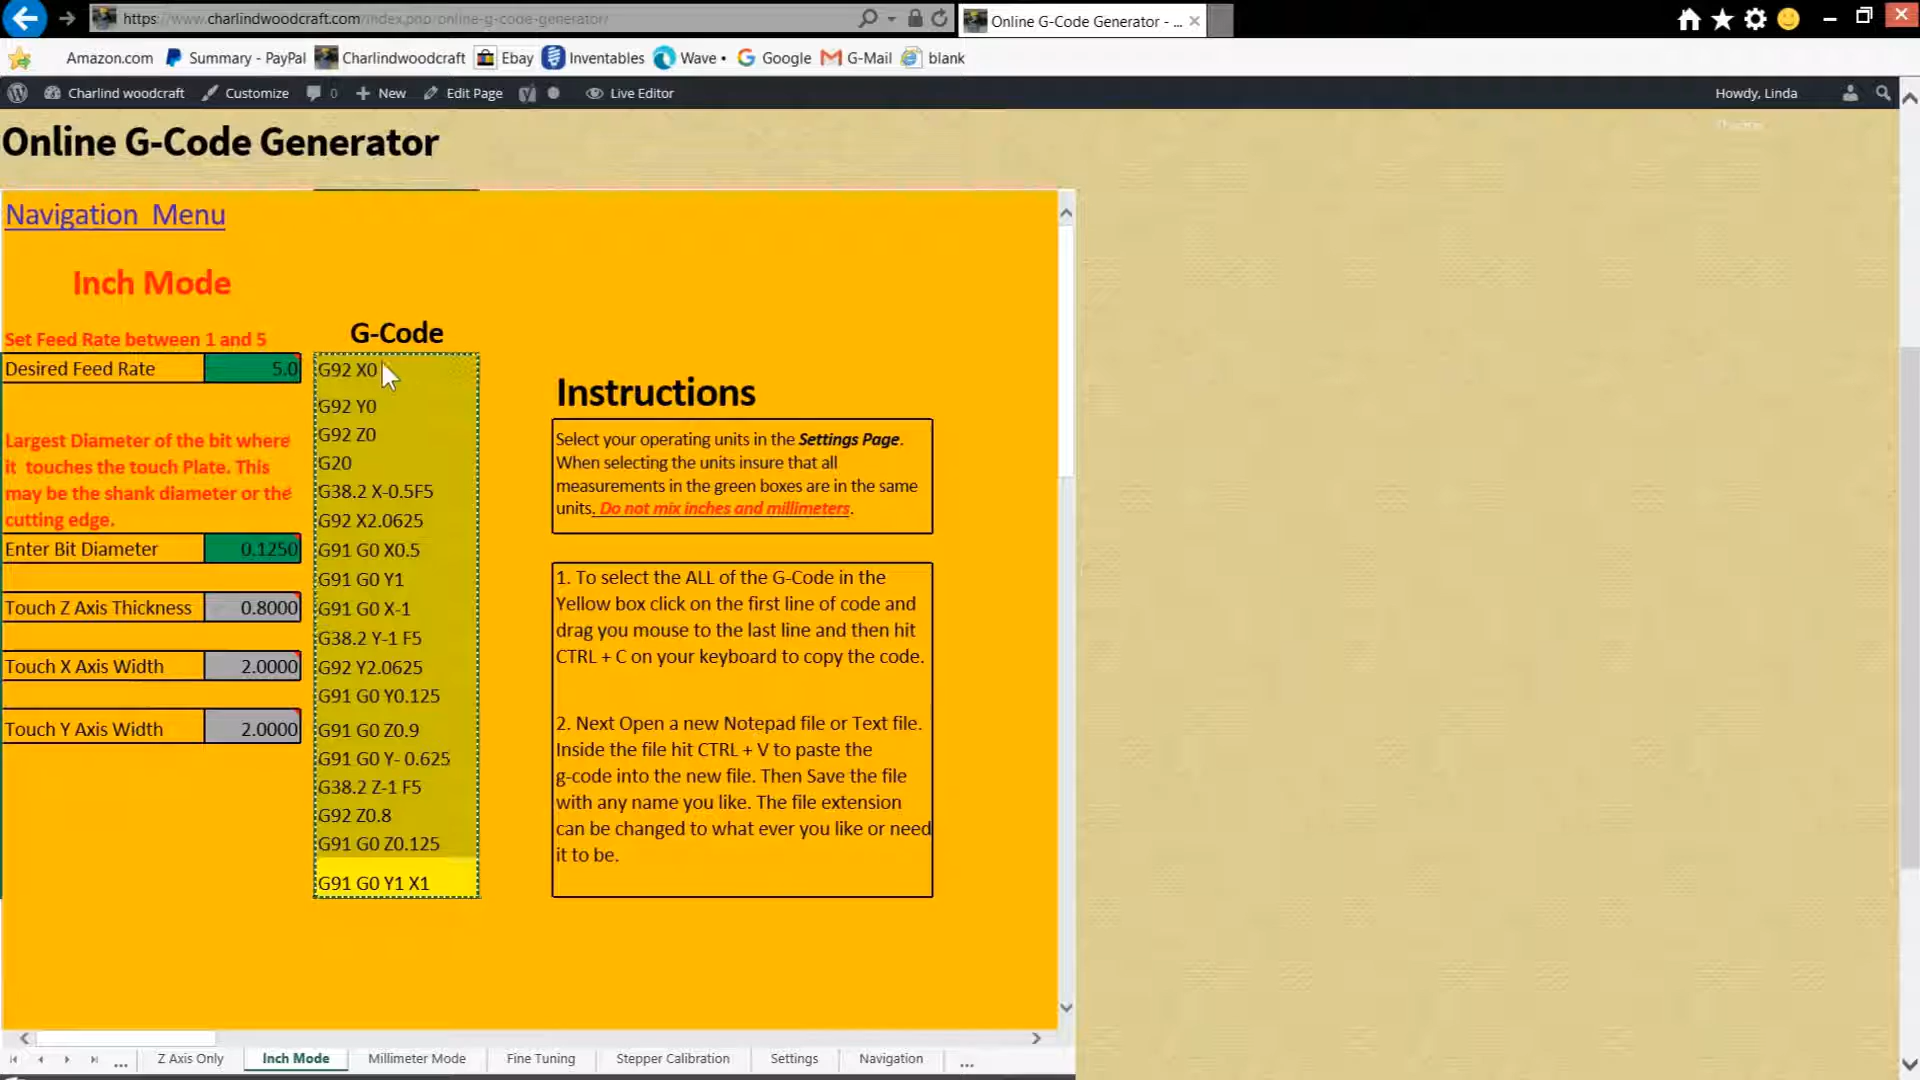 https://www.charlindwoodcraft.com/index.php/online-g-code-generator/
Online G-Code Generator - ...
Amazon.com
Summary - PayPal
Charlindwoodcraft
Ebay
Inventables
Wave •
Google
G-Mail
blank
Charlind woodcraft
Customize
0
New
Edit Page
Live Editor
Howdy, Linda
Online G-Code Generator
Navigation Menu
Inch Mode
Set Feed Rate between 1 and 5
Desired Feed Rate 5.0
Largest Diameter of the bit where
it touches the touch Plate. This
may be the shank diameter or the
cutting edge.
Enter Bit Diameter 0.1250
Touch Z Axis Thickness 0.8000
Touch X Axis Width 2.0000
Touch Y Axis Width 2.0000
G-Code
G92 X0
G92 Y0
G92 Z0
G20
G38.2 X-0.5F5
G92 X2.0625
G91 G0 X0.5
G91 G0 Y1
G91 G0 X-1
G38.2 Y-1 F5
G92 Y2.0625
G91 G0 Y0.125
G91 G0 Z0.9
G91 G0 Y- 0.625
G38.2 Z-1 F5
G92 Z0.8
G91 G0 Z0.125
G91 G0 Y1 X1
Instructions
Select your operating units in the Settings Page.
When selecting the units insure that all
measurements in the green boxes are in the same
units. Do not mix inches and millimeters.
1. To select the ALL of the G-Code in the
Yellow box click on the first line of code and
drag you mouse to the last line and then hit
CTRL + C on your keyboard to copy the code.
2. Next Open a new Notepad file or Text file.
Inside the file hit CTRL + V to paste the
g-code into the new file. Then Save the file
with any name you like. The file extension
can be changed to what ever you like or need
it to be.
...
Z Axis Only
Inch Mode
Millimeter Mode
Fine Tuning
Stepper Calibration
Settings
Navigation
...